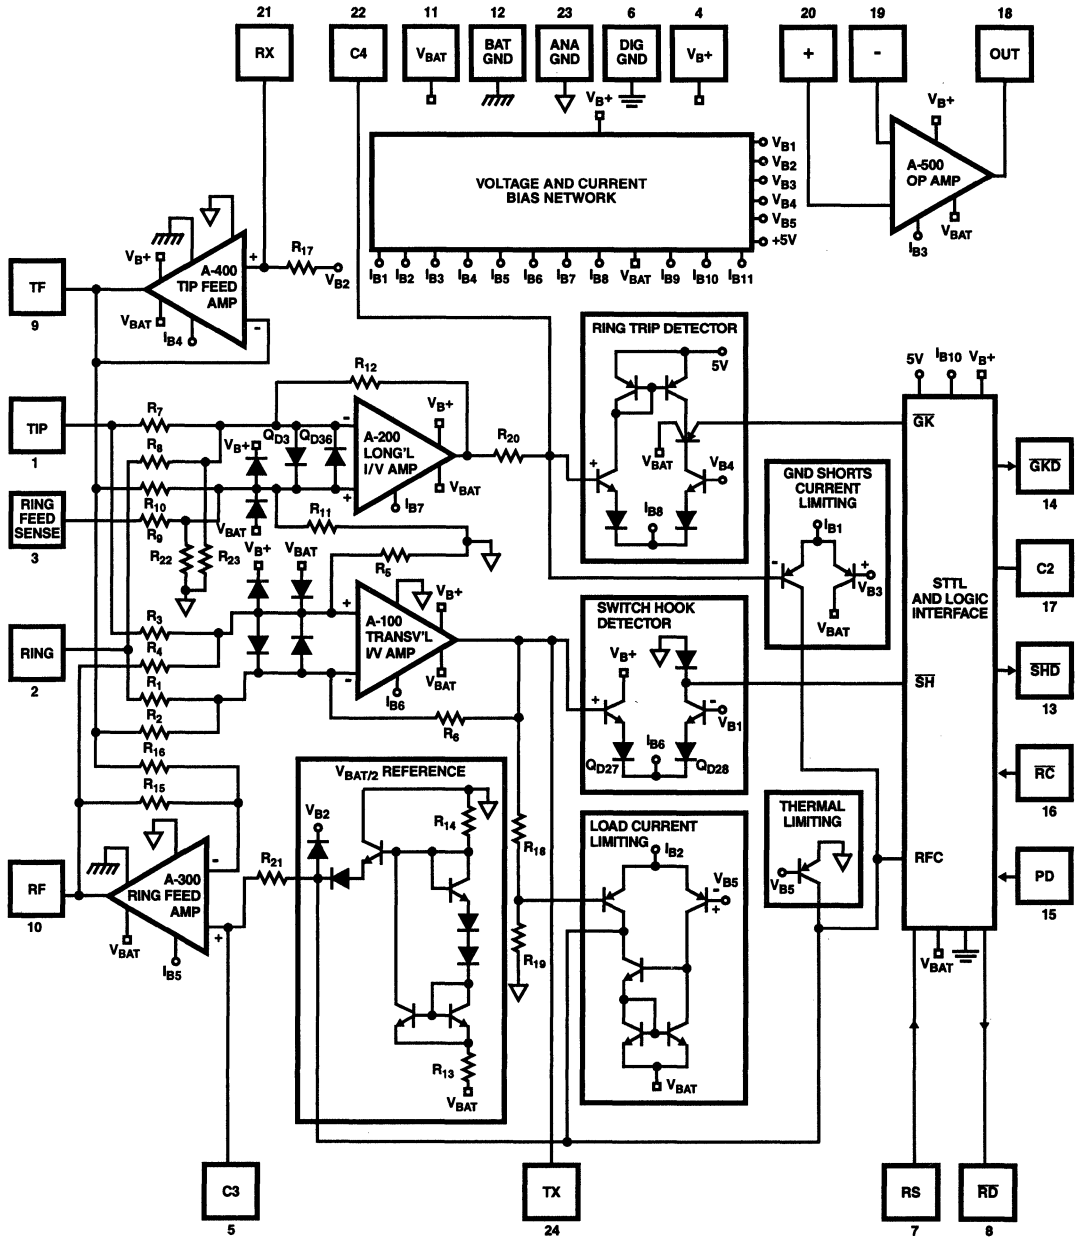 21 22 11 12 23 6 4 20 19 18
RX C4 VBAT BAT GND ANA GND DIG GND VB+ + - OUT
VB+
VOLTAGE AND CURRENT
BIAS NETWORK
VB1
VB2
VB3
VB4
VB5
+5V
IB1 IB2 IB3 IB4 IB5 IB6 IB7 IB8 VBAT IB9 IB10 IB11
VB+
A-500
OP AMP
VBAT
IB3
VB+
A-400
TIP FEED
AMP
+
-
R17
VB2
VBAT
IB4
TF
9
TIP
1
RING
FEED
SENSE
3
RING
2
RF
10
R12
R7
R8
R10
R9
R22
R23
VB+
VBAT
QD3
QD36
-
+
A-200
LONG'L
I/V AMP
VB+
VBAT
IB7
R20
R11
R5
VB+
VBAT
R3
R4
R1
R2
R16
R15
+
-
A-100
TRANSV'L
I/V AMP
VB+
VBAT
IB6
R6
RING TRIP DETECTOR
5V
VBAT
VB4
+
IB8
GND SHORTS
CURRENT
LIMITING
IB1
-
+
VB3
VBAT
5V IB10 VB+
G̅K̅
STTL
AND LOGIC
INTERFACE
S̅H̅
RFC
VBAT
G̅K̅D̅
14
C2
17
S̅H̅D̅
13
R̅C̅
16
PD
15
SWITCH HOOK
DETECTOR
VB+
+
-
VB1
IB6
QD27
QD28
VBAT/2 REFERENCE
VB2
R14
R13
VBAT
R18
R19
LOAD CURRENT
LIMITING
IB2
VB5
-
+
VBAT
THERMAL
LIMITING
VB5
A-300
RING FEED
AMP
-
+
R21
VBAT
IB5
C3
5
TX
24
RS
7
R̅D̅
8